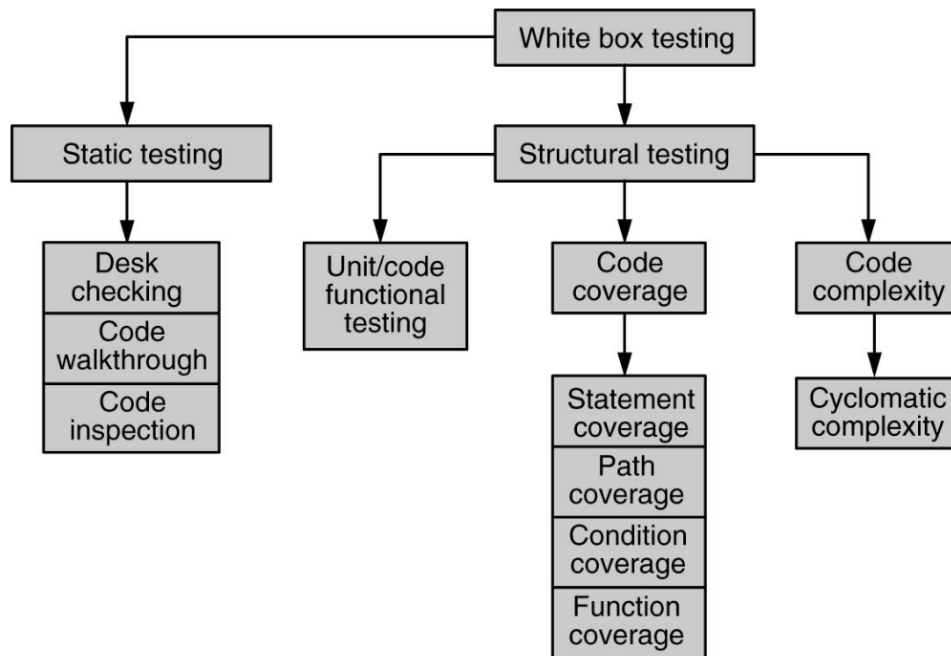 White box testing
Static testing
Structural testing
Desk
checking
Code
walkthrough
Code
inspection
Unit/code
functional
testing
Code
coverage
Statement
coverage
Path
coverage
Condition
coverage
Function
coverage
Code
complexity
Cyclomatic
complexity